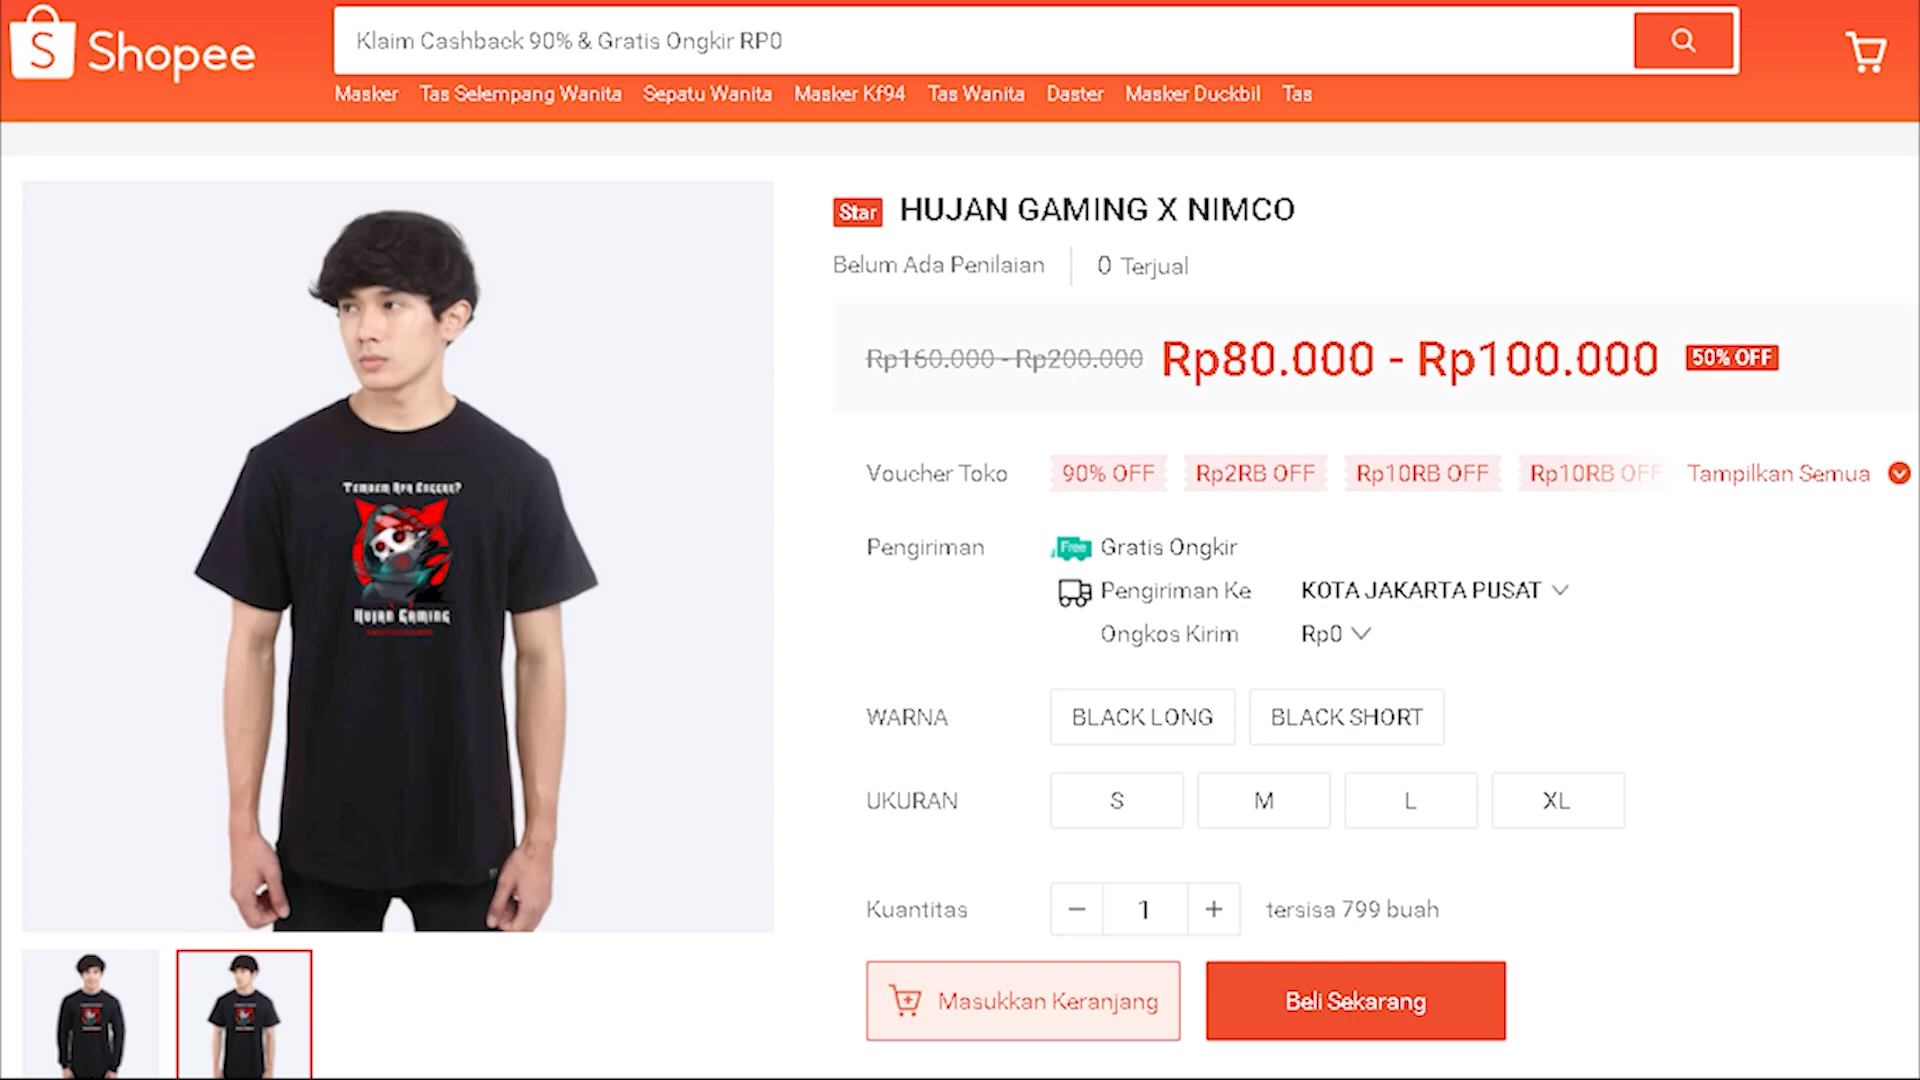 Shopee
Klaim Cashback 90% & Gratis Ongkir RP0
Masker Tas Selempang Wanita Sepatu Wanita Masker Kf94 Tas Wanita Daster Masker Duckbil Tas
Star HUJAN GAMING X NIMCO
Belum Ada Penilaian 0 Terjual
Rp160.000 - Rp200.000 Rp80.000 - Rp100.000 50% OFF
Voucher Toko 90% OFF Rp2RB OFF Rp10RB OFF Rp10RB OFF Tampilkan Semua
Pengiriman Free Gratis Ongkir
Pengiriman Ke KOTA JAKARTA PUSAT
Ongkos Kirim Rp0
WARNA BLACK LONG BLACK SHORT
UKURAN S M L XL
Kuantitas − 1 + tersisa 799 buah
Masukkan Keranjang Beli Sekarang
Hujan Gaming